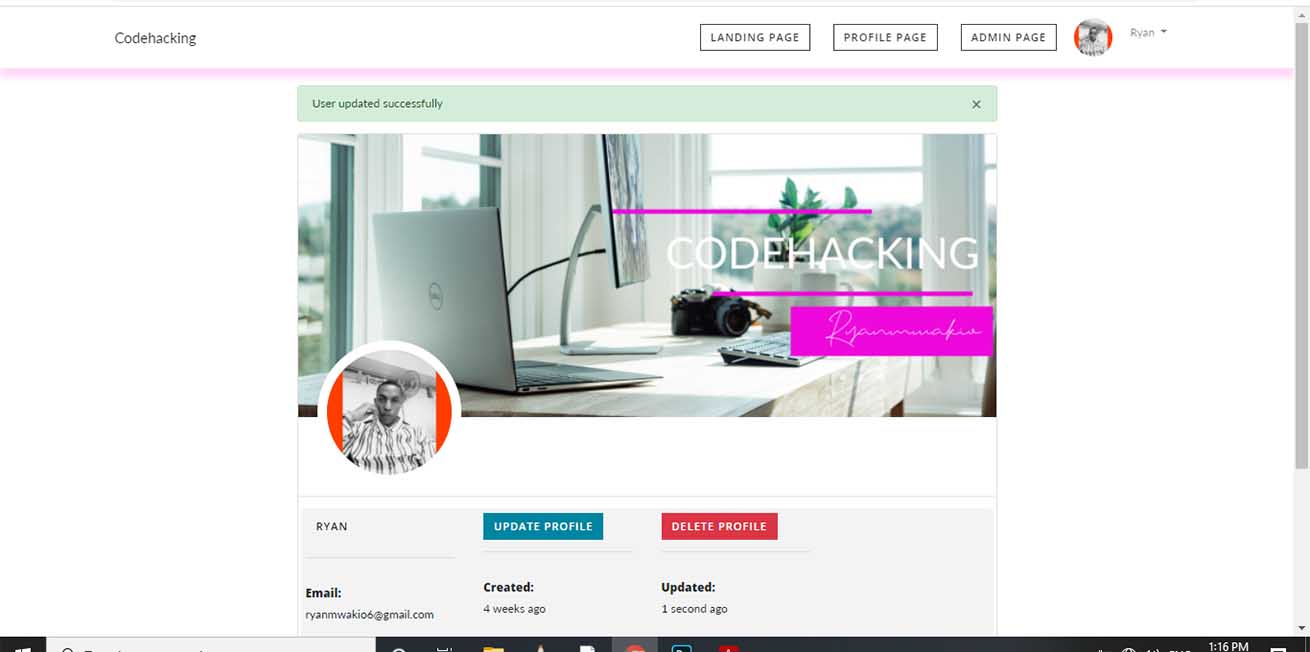 Codehacking
LANDING PAGE
PROFILE PAGE
ADMIN PAGE
Ryan
User updated successfully
×
CODEHACKING
Ryanmwakio
DELL
RYAN
UPDATE PROFILE
DELETE PROFILE
Email:
ryanmwakio6@gmail.com
Created:
4 weeks ago
Updated:
1 second ago
1:16 PM